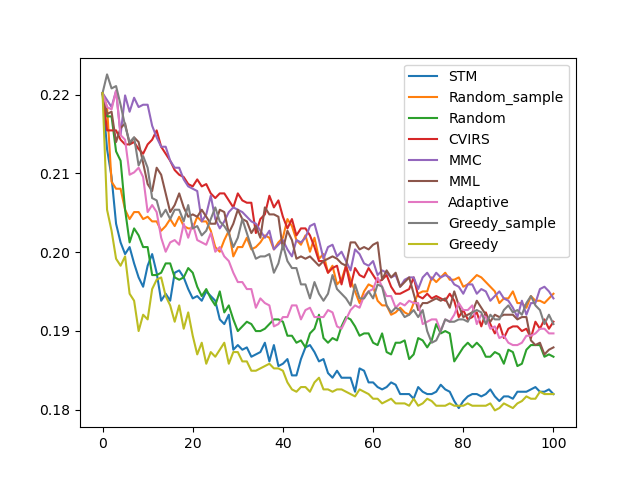 STM
Random_sample
Random
CVIRS
MMC
MML
Adaptive
Greedy_sample
Greedy
0.22
0.21
0.20
0.19
0.18
0 20 40 60 80 100